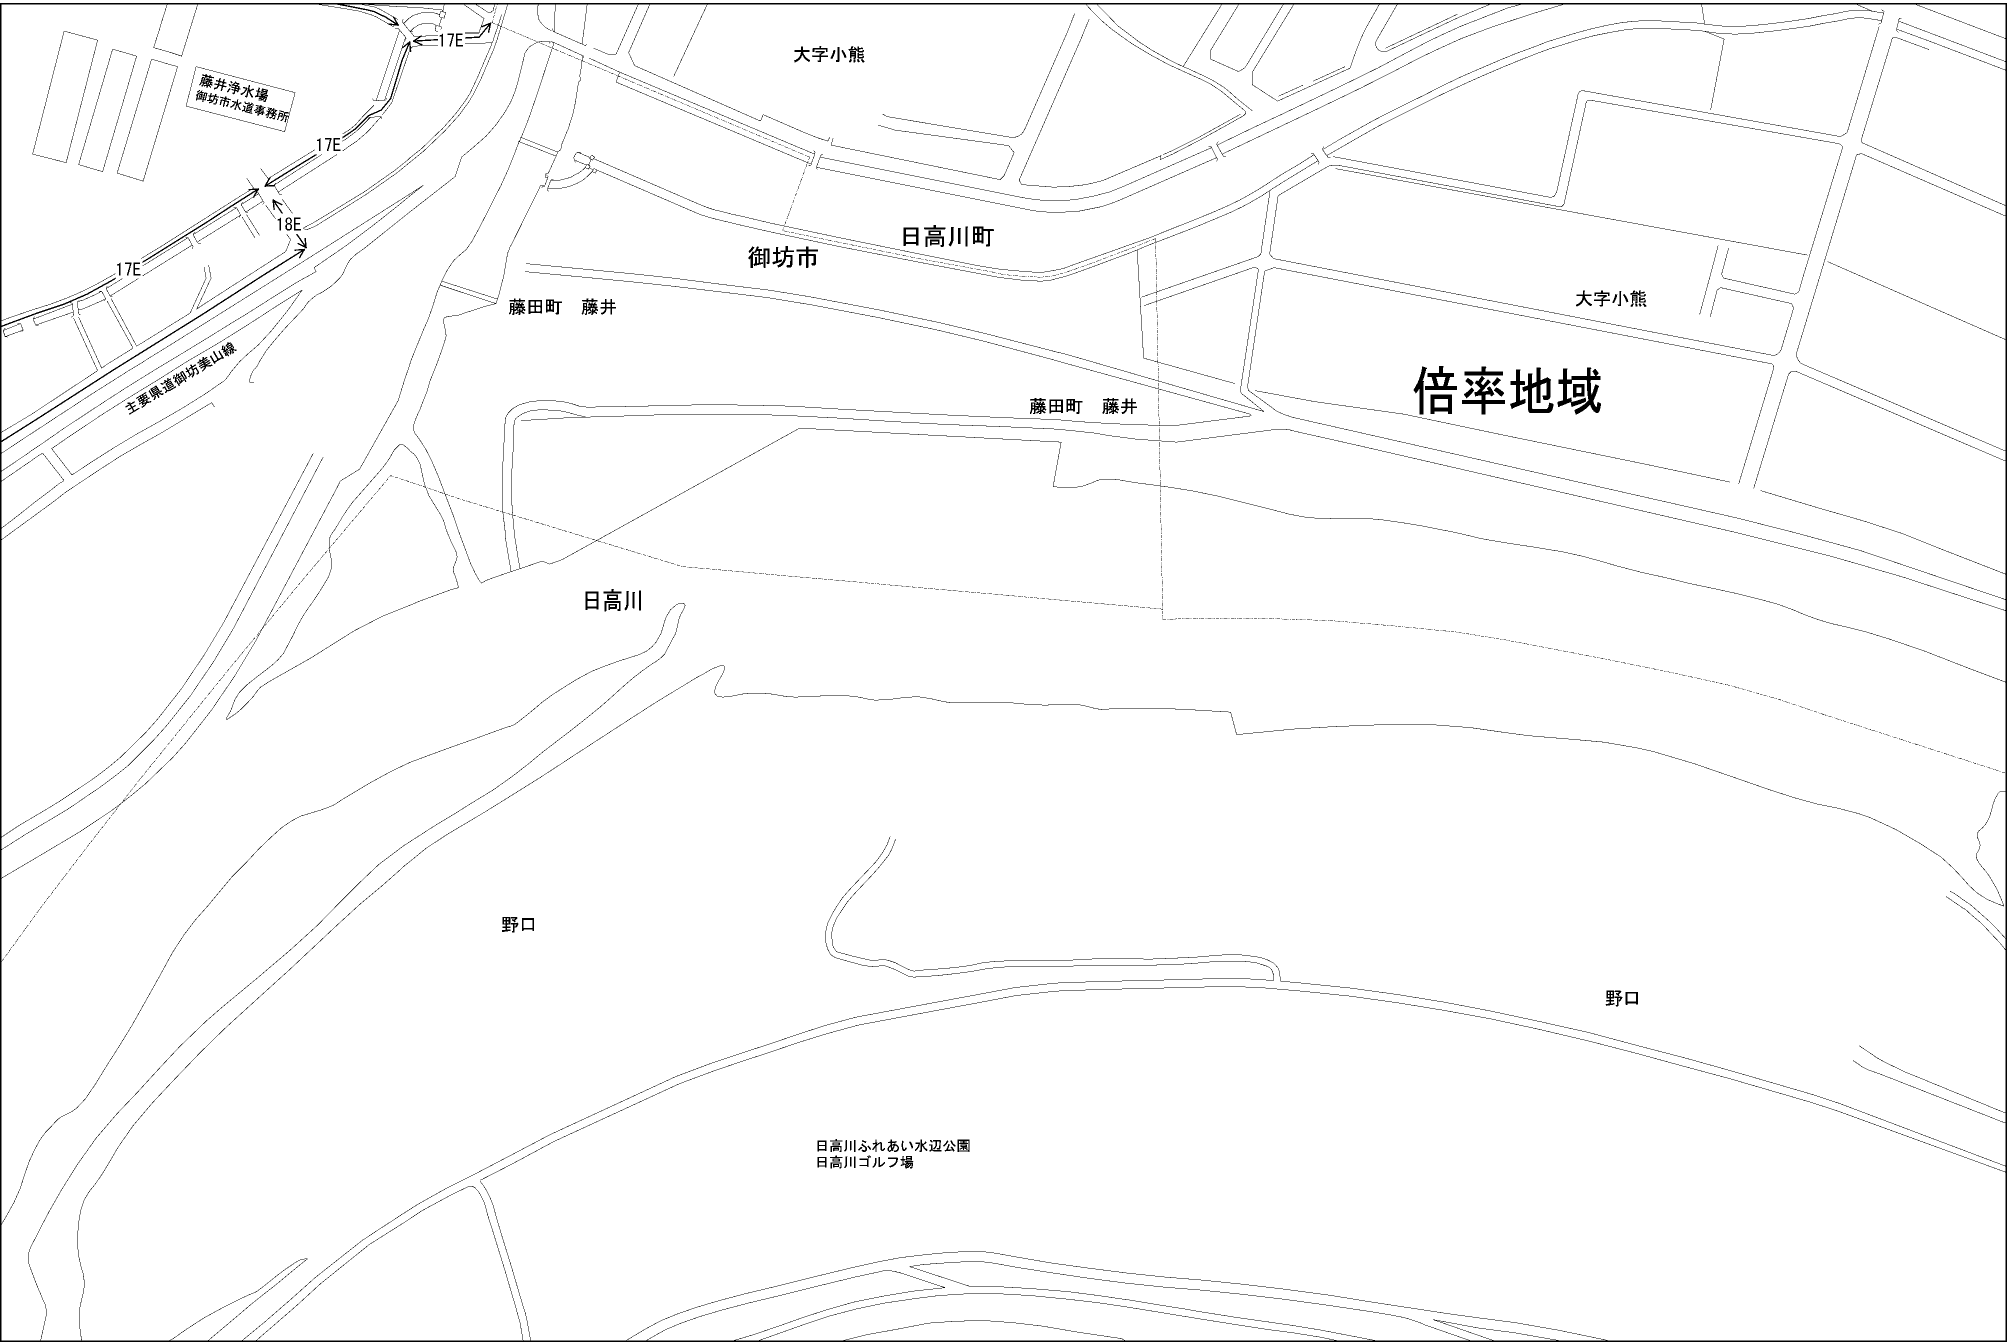 17E
大字小熊
藤井浄水場
御坊市水道事務所
17E
18E
日高川町
御坊市
17E
大字小熊
藤田町　藤井
主要県道御坊美山線
倍率地域
藤田町　藤井
日高川
野口
野口
日高川ふれあい水辺公園
日高川ゴルフ場